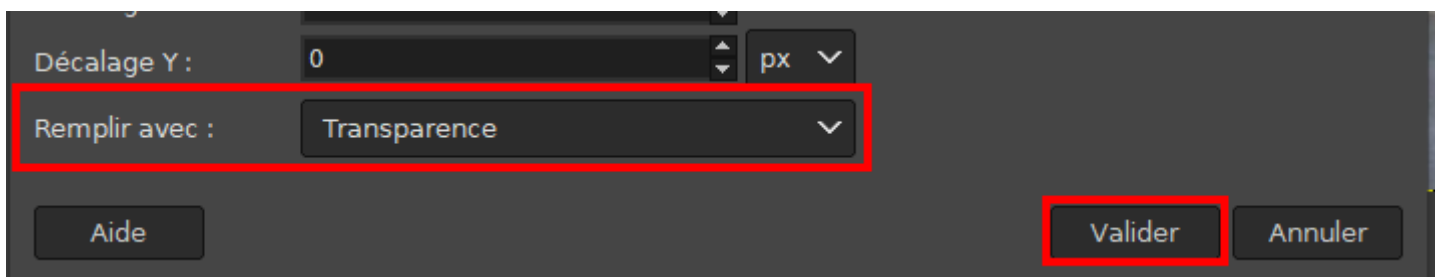 Décalage Y : 0 px
Remplir avec : Transparence
Aide Valider Annuler